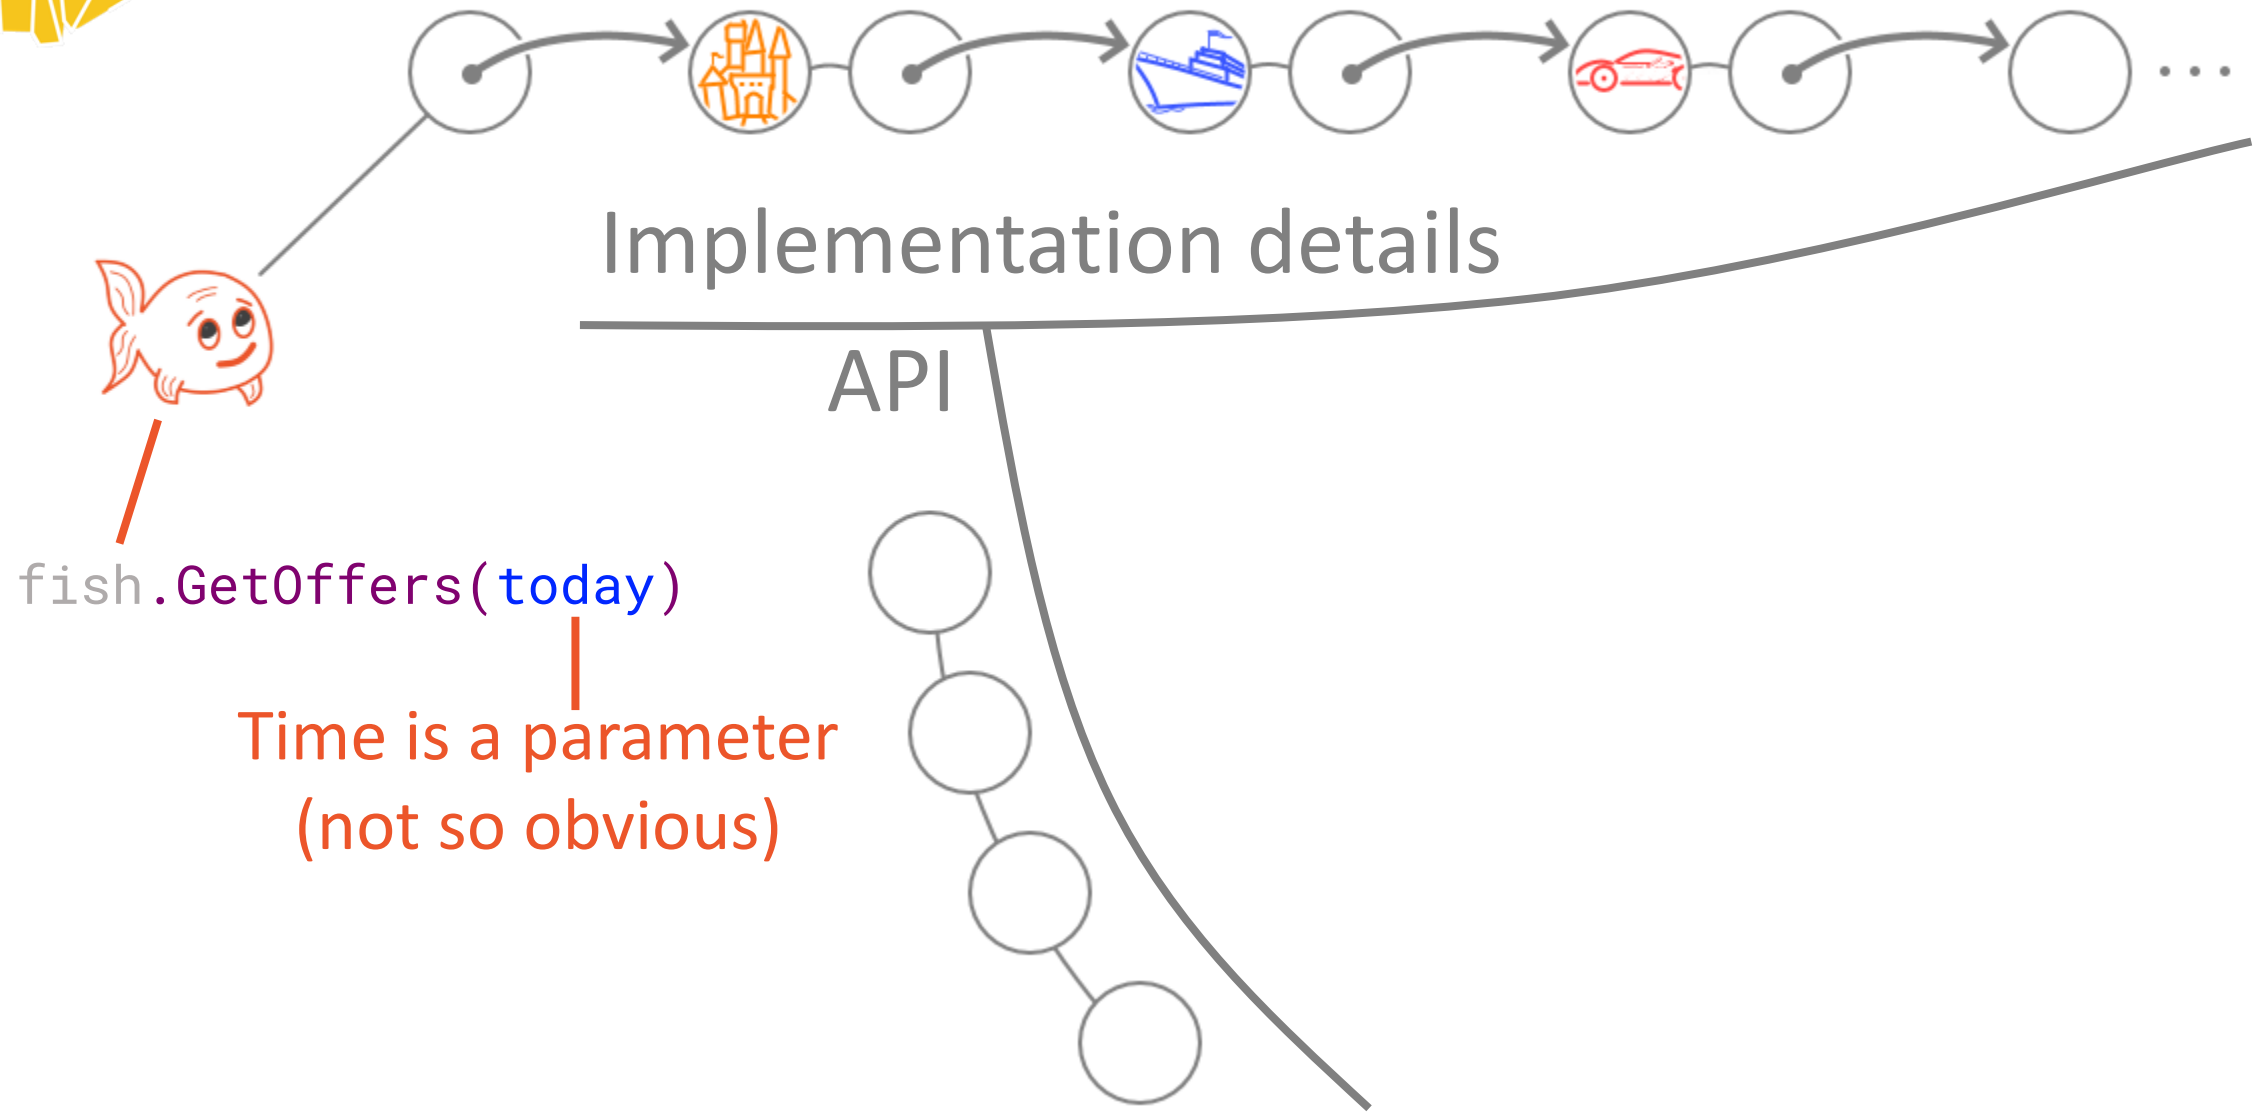 Implementation details
API
fish.GetOffers(today)
Time is a parameter
(not so obvious)